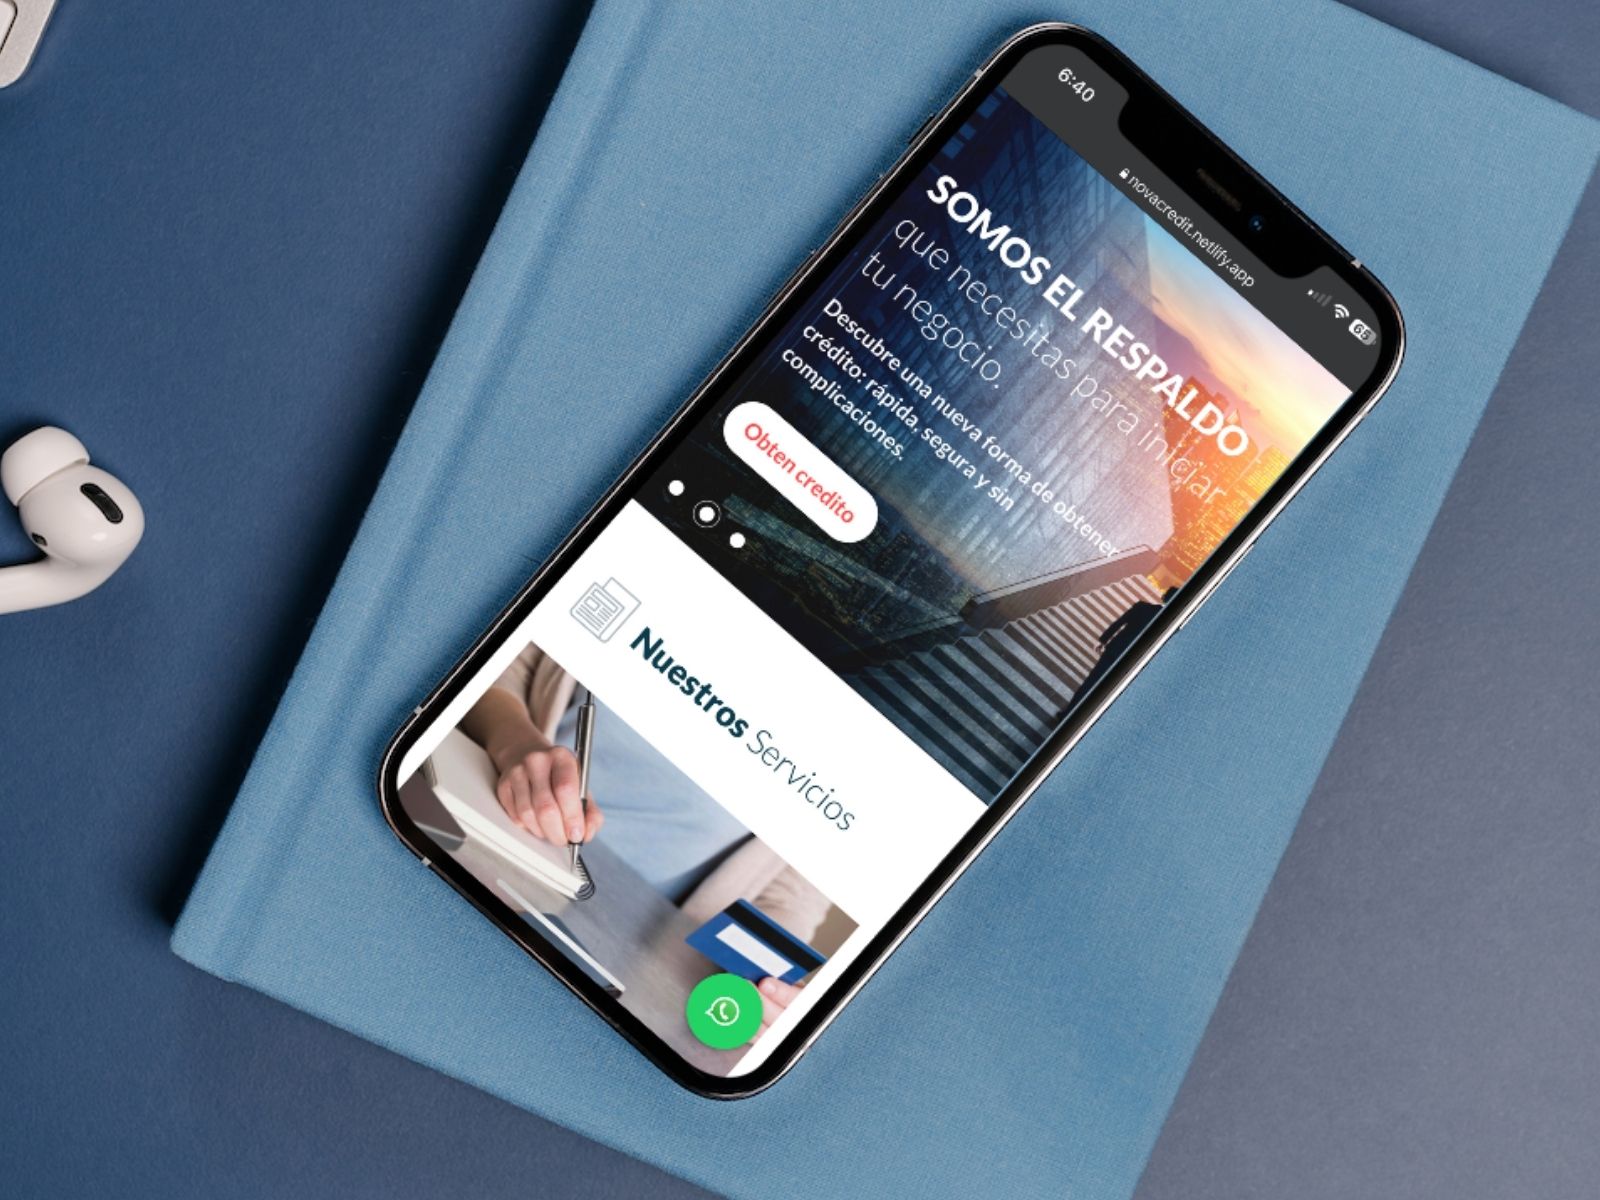 6:40
novacredit.netlify.app
65
SOMOS EL RESPALDO
que necesitas para iniciar
tu negocio.
Descubre una nueva forma de obtener
crédito: rápida, segura y sin
complicaciones.
Obten credito
Nuestros Servicios